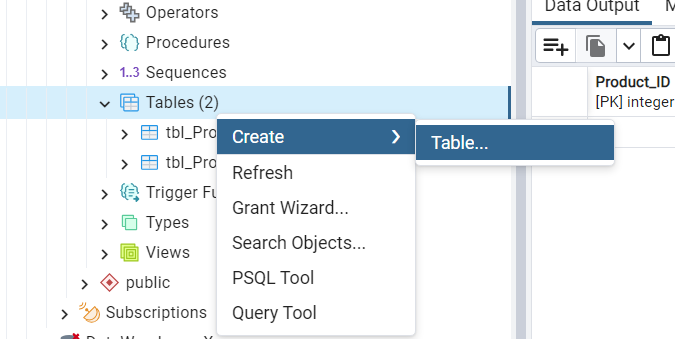 Operators
Procedures
1..3 Sequences
Tables (2)
tbl_Pro
tbl_Pro
Trigger Fu
Types
Views
public
Subscriptions
Create
Refresh
Grant Wizard...
Search Objects...
PSQL Tool
Query Tool
Table...
Data Output
Product_ID
[PK] integer